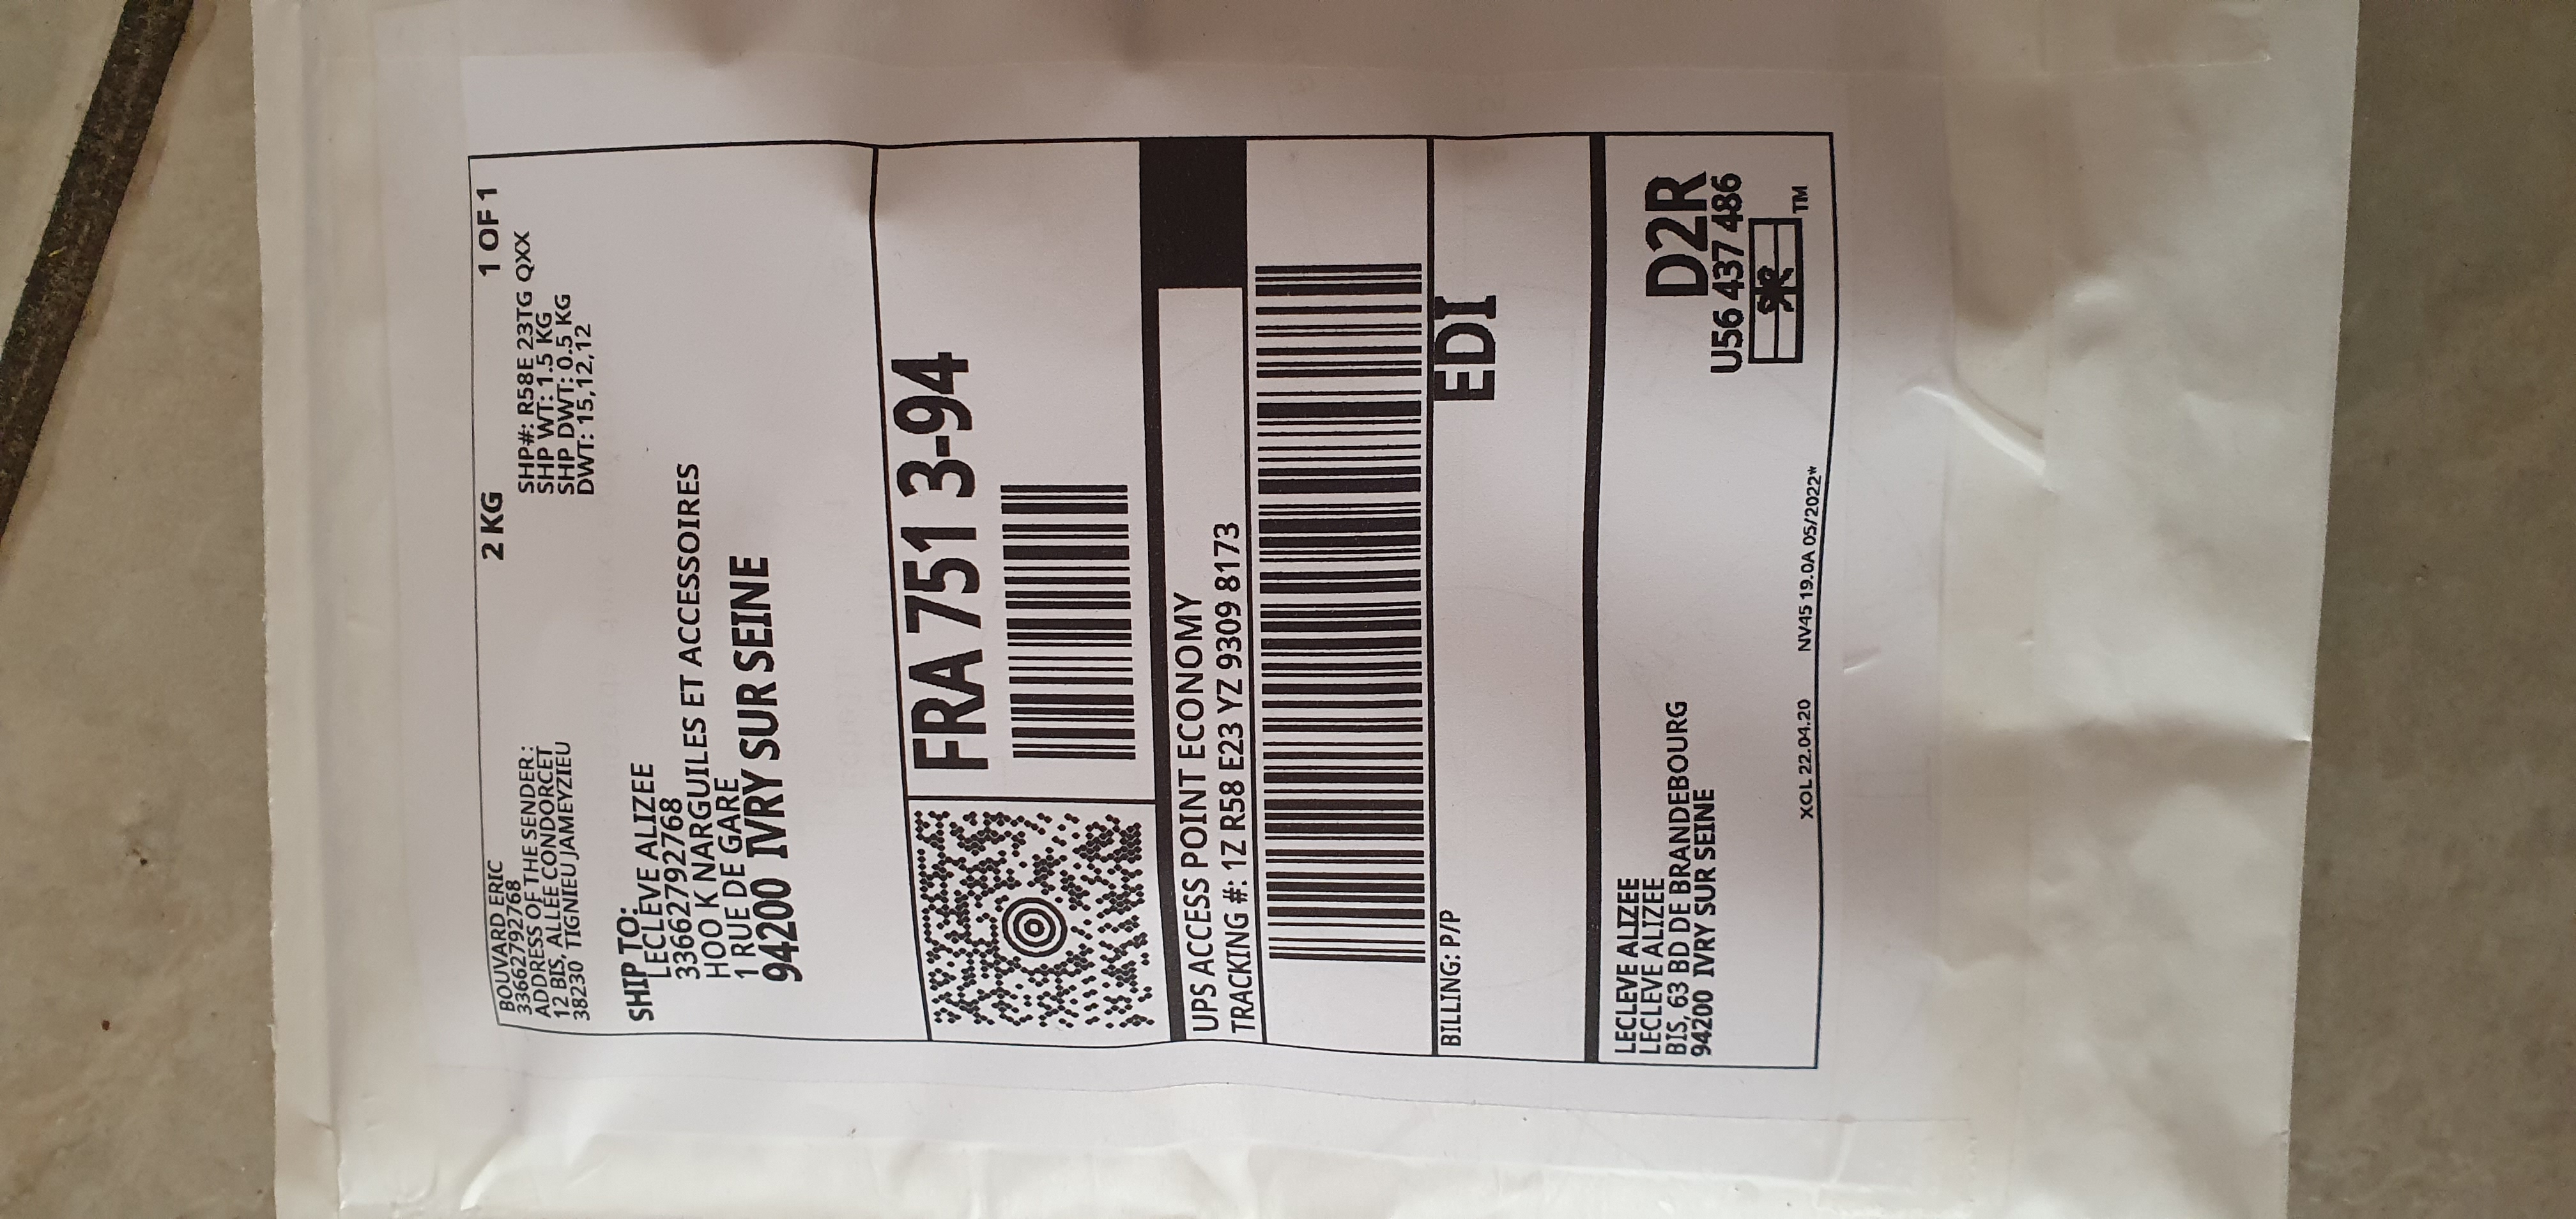 BOUVARD ERIC
33662792768
ADDRESS OF THE SENDER :
12 BIS, ALLÉE CONDORCET
38230 TIGNIEU JAMEYZIEU
2 KG
1 OF 1
SHP#: R58E 23TG QXX
SHP WT: 1.5 KG
SHP DWT: 0.5 KG
DWT: 15,12,12
SHIP TO:
LECLEVE ALIZEE
33662792768
HOO K NARGUILES ET ACCESSOIRES
1 RUE DE GARE
94200 IVRY SUR SEINE
FRA 751 3-94
UPS ACCESS POINT ECONOMY
TRACKING #: 1Z R58 E23 YZ 9309 8173
BILLING: P/P
EDI
LECLEVE ALIZEE
LECLEVE ALIZEE
BIS, 63 BD DE BRANDEBOURG
94200 IVRY SUR SEINE
D2R
U56 437 486
TM
XOL 22.04.20 NV45 19.0A 05/2022*